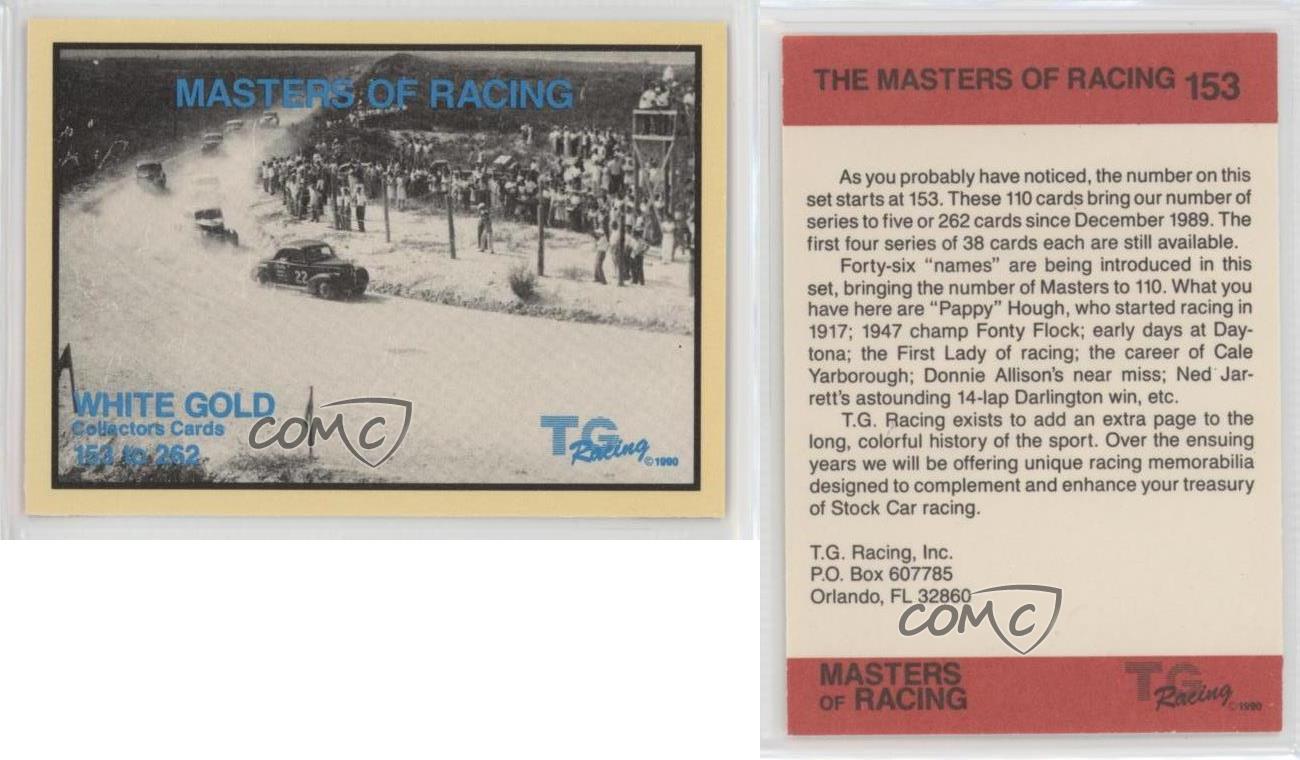 MASTERS OF RACING
22
WHITE GOLD
Collectors Cards
153 to 262
TG
Racing
©1990
COMC
THE MASTERS OF RACING 153
As you probably have noticed, the number on this
set starts at 153. These 110 cards bring our number of
series to five or 262 cards since December 1989. The
first four series of 38 cards each are still available.
Forty-six “names” are being introduced in this
set, bringing the number of Masters to 110. What you
have here are “Pappy” Hough, who started racing in
1917; 1947 champ Fonty Flock; early days at Day-
tona; the First Lady of racing; the career of Cale
Yarborough; Donnie Allison's near miss; Ned Jar-
rett's astounding 14-lap Darlington win, etc.
T.G. Racing exists to add an extra page to the
long, colorful history of the sport. Over the ensuing
years we will be offering unique racing memorabilia
designed to complement and enhance your treasury
of Stock Car racing.
T.G. Racing, Inc.
P.O. Box 607785
Orlando, FL 32860
COMC
MASTERS
OF RACING
TG
Racing
©1990